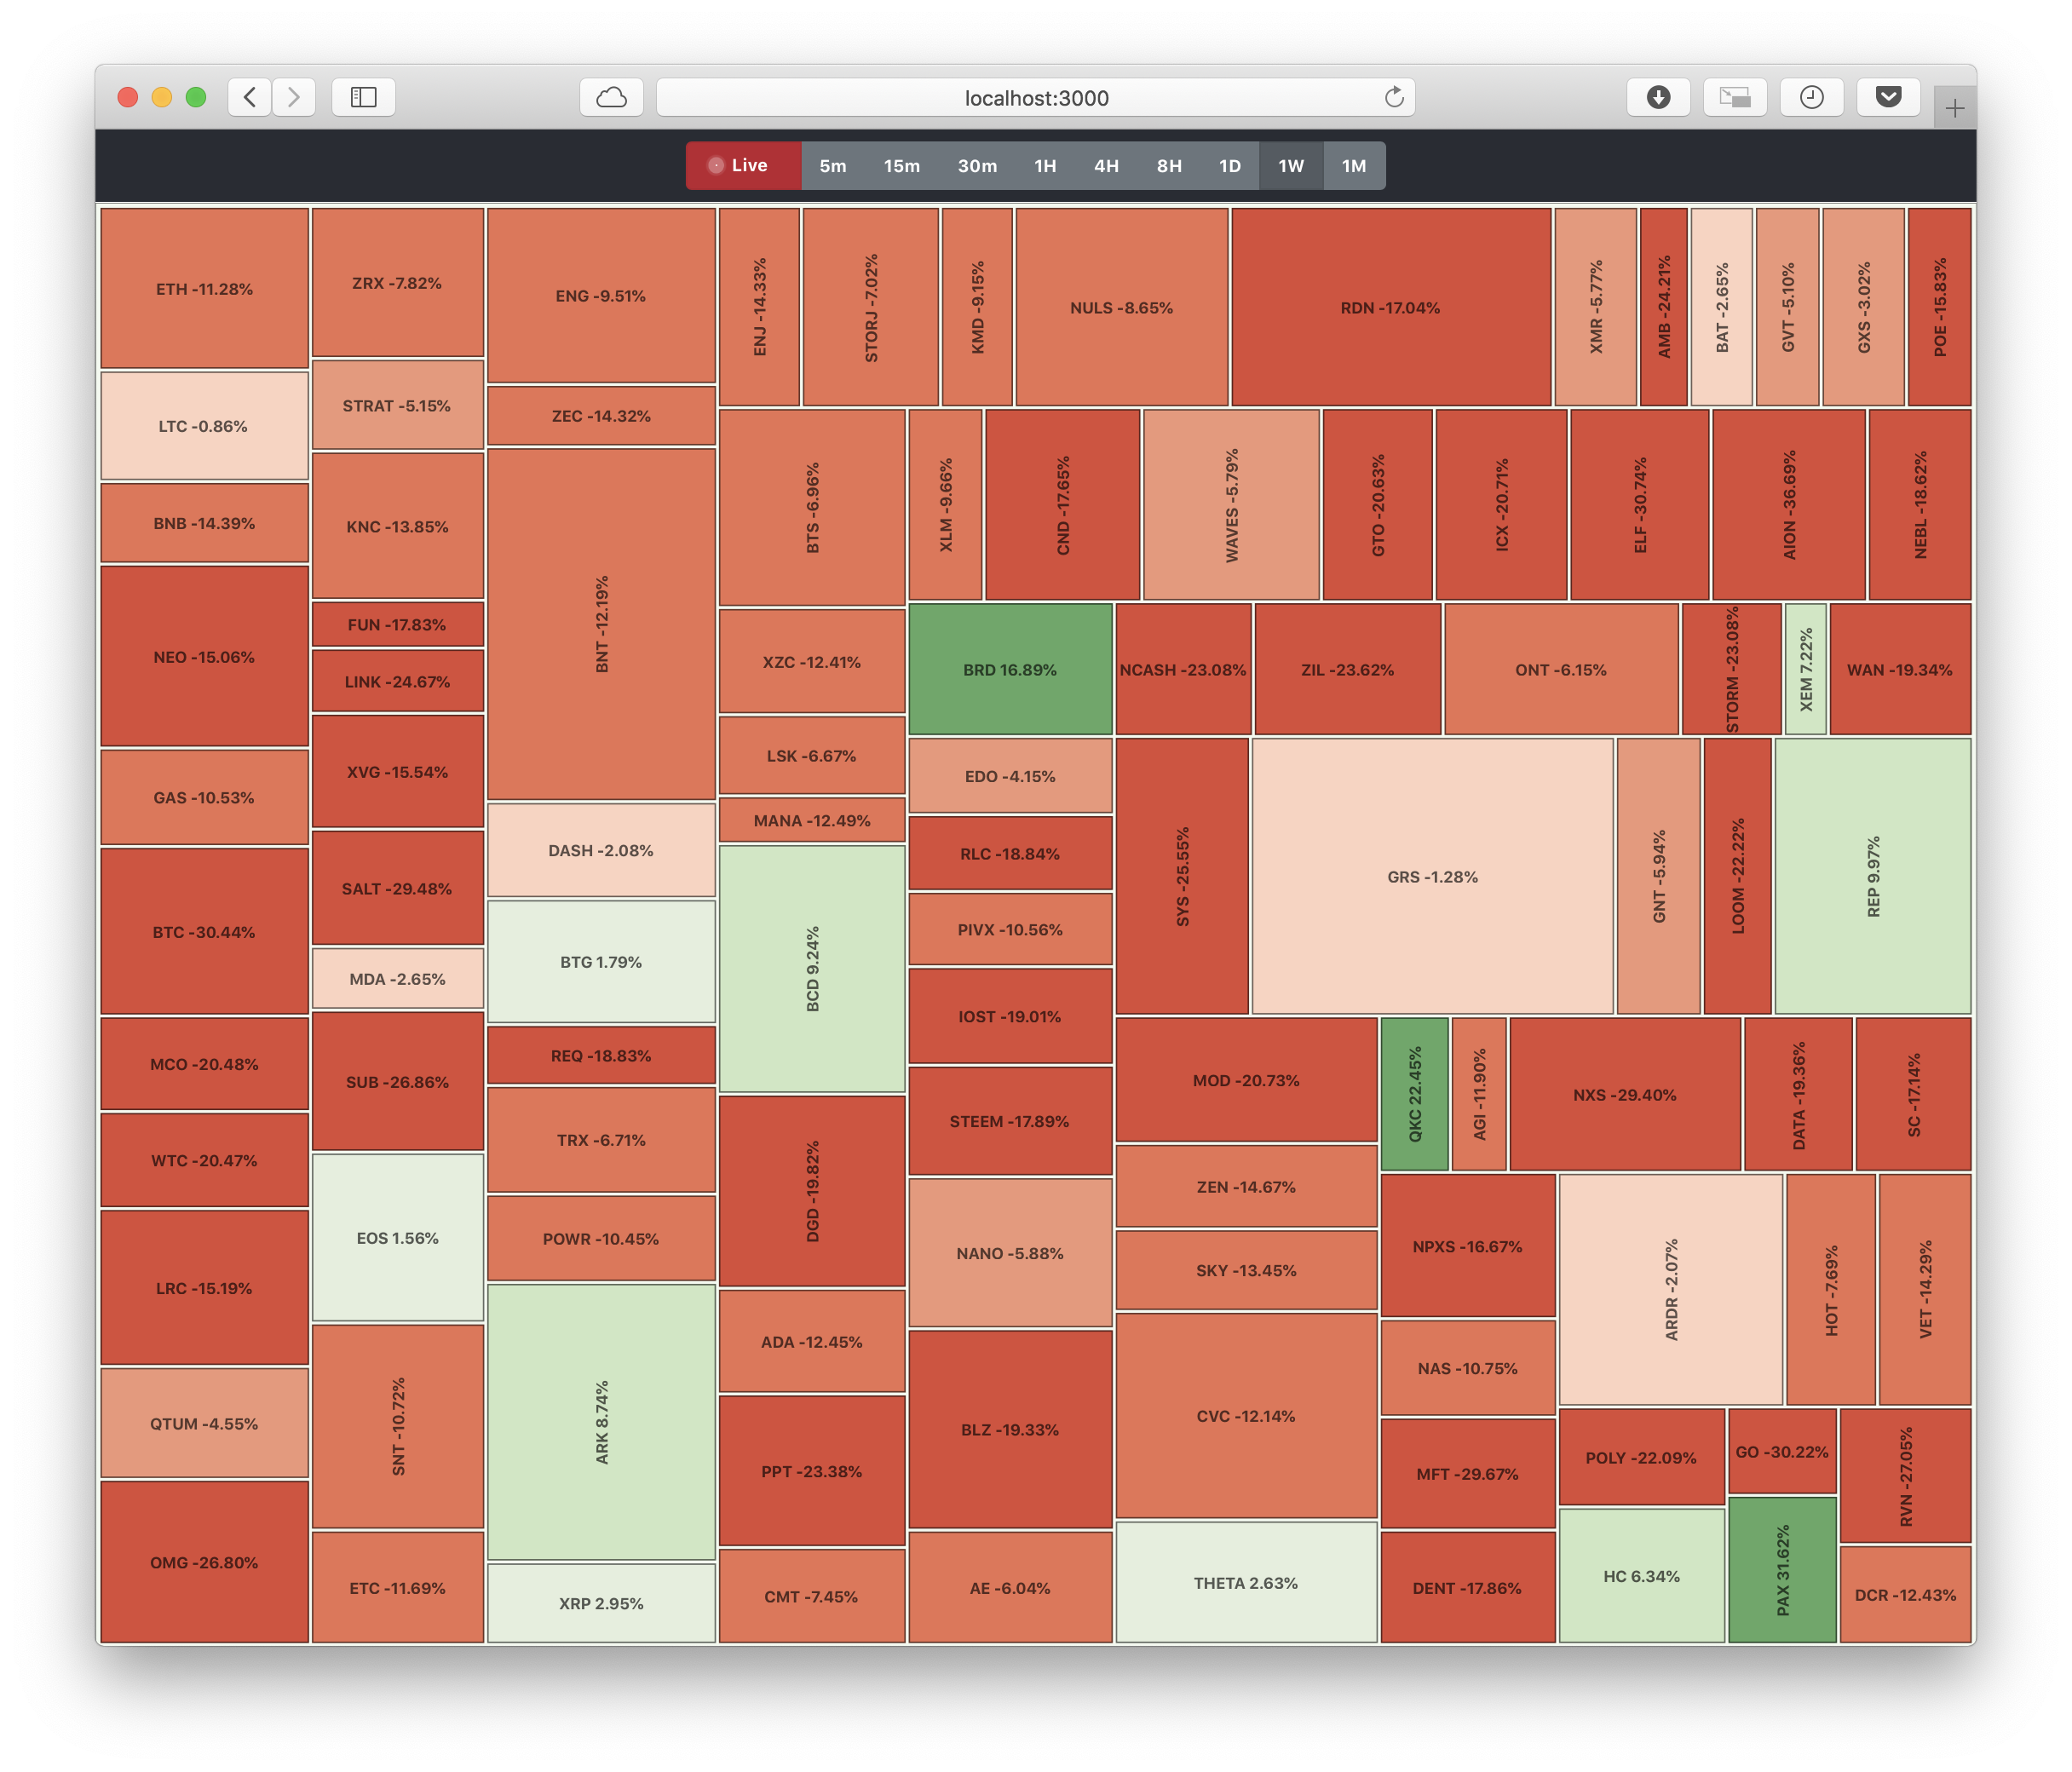 localhost:3000
Live 5m 15m 30m 1H 4H 8H 1D 1W 1M
ETH -11.28%
LTC -0.86%
BNB -14.39%
NEO -15.06%
GAS -10.53%
BTC -30.44%
MCO -20.48%
WTC -20.47%
LRC -15.19%
QTUM -4.55%
OMG -26.80%
ZRX -7.82%
STRAT -5.15%
KNC -13.85%
FUN -17.83%
LINK -24.67%
XVG -15.54%
SALT -29.48%
MDA -2.65%
SUB -26.86%
EOS 1.56%
SNT -10.72%
ETC -11.69%
ENG -9.51%
ZEC -14.32%
BNT -12.19%
DASH -2.08%
BTG 1.79%
REQ -18.83%
TRX -6.71%
POWR -10.45%
ARK 8.74%
XRP 2.95%
ENJ -14.33%
STORJ -7.02%
KMD -9.15%
NULS -8.65%
RDN -17.04%
XMR -5.77%
AMB -24.21%
BAT -2.65%
GVT -5.10%
GXS -3.02%
POE -15.83%
BTS -6.96%
XZC -12.41%
LSK -6.67%
MANA -12.49%
BCD 9.24%
DGD -19.82%
ADA -12.45%
PPT -23.38%
CMT -7.45%
XLM -9.66%
CND -17.65%
WAVES -5.79%
GTO -20.63%
ICX -20.71%
ELF -30.74%
AION -36.69%
NEBL -18.62%
BRD 16.89%
EDO -4.15%
RLC -18.84%
PIVX -10.56%
IOST -19.01%
STEEM -17.89%
NANO -5.88%
BLZ -19.33%
AE -6.04%
NCASH -23.08%
ZIL -23.62%
ONT -6.15%
STORM -23.08%
XEM 7.22%
WAN -19.34%
SYS -25.55%
GRS -1.28%
GNT -5.94%
LOOM -22.22%
REP 9.97%
MOD -20.73%
ZEN -14.67%
SKY -13.45%
CVC -12.14%
THETA 2.63%
QKC 22.45%
AGI -11.90%
NXS -29.40%
DATA -19.36%
SC -17.14%
NPXS -16.67%
NAS -10.75%
MFT -29.67%
DENT -17.86%
ARDR -2.07%
HOT -7.69%
VET -14.29%
POLY -22.09%
HC 6.34%
GO -30.22%
PAX 31.62%
RVN -27.05%
DCR -12.43%